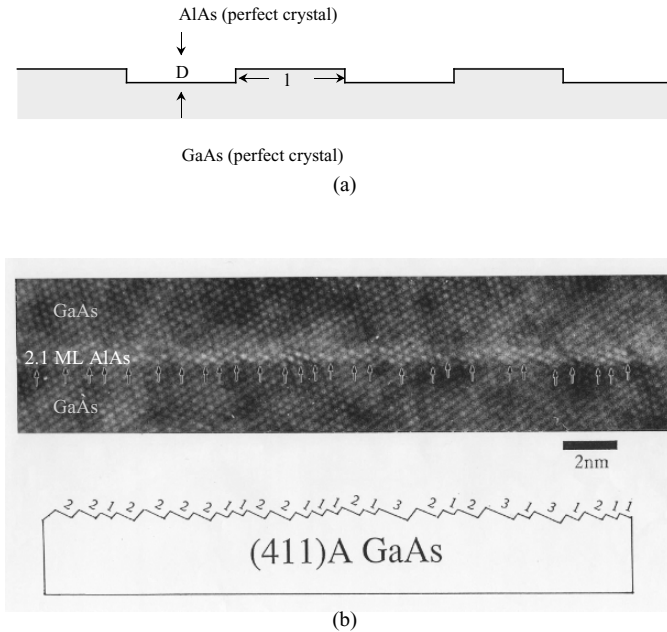 AlAs (perfect crystal)
D
l
GaAs (perfect crystal)
(a)
GaAs
2.1 ML AlAs
GaAs
2nm
2 2 1 2 2 2 2 1 1 2 2 1 1 1 2 1 3 2 1 2 3 1 3 1 2 1 1
(411)A GaAs
(b)